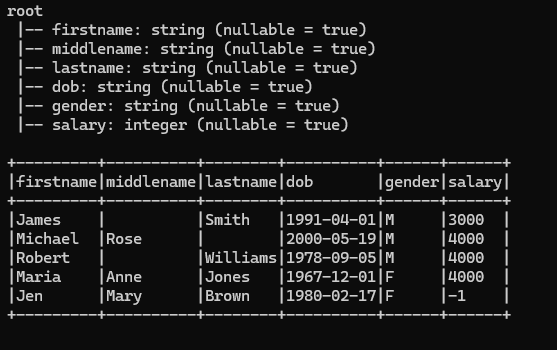 root
 |-- firstname: string (nullable = true)
 |-- middlename: string (nullable = true)
 |-- lastname: string (nullable = true)
 |-- dob: string (nullable = true)
 |-- gender: string (nullable = true)
 |-- salary: integer (nullable = true)

+---------+----------+--------+----------+------+------+
|firstname|middlename|lastname|dob       |gender|salary|
+---------+----------+--------+----------+------+------+
|James    |          |Smith   |1991-04-01|M     |3000  |
|Michael  |Rose      |        |2000-05-19|M     |4000  |
|Robert   |          |Williams|1978-09-05|M     |4000  |
|Maria    |Anne      |Jones   |1967-12-01|F     |4000  |
|Jen      |Mary      |Brown   |1980-02-17|F     |-1    |
+---------+----------+--------+----------+------+------+